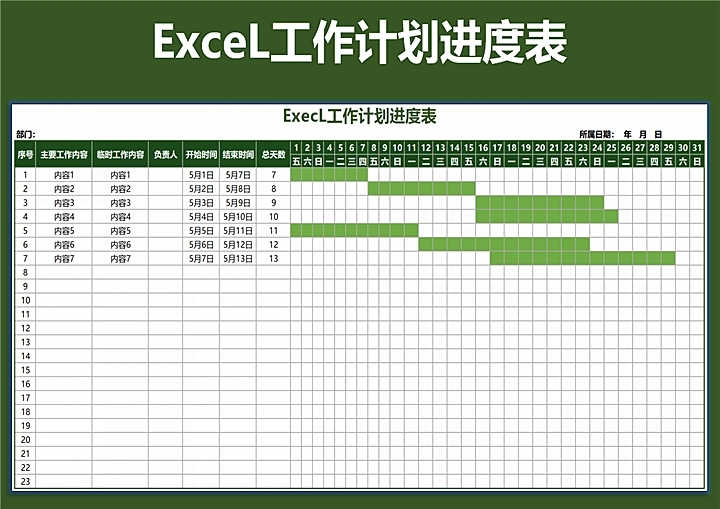 ExceL工作计划进度表
ExecL工作计划进度表
部门： 所属日期： 年 月 日
序号 主要工作内容 临时工作内容 负责人 开始时间 结束时间 总天数 1 2 3 4 5 6 7 8 9 10 11 12 13 14 15 16 17 18 19 20 21 22 23 24 25 26 27 28 29 30 31
五 六 日 一 二 三 四 五 六 日 一 二 三 四 五 六 日 一 二 三 四 五 六 日 一 二 三 四 五 六 日
1 内容1 内容1 5月1日 5月7日 7
2 内容2 内容2 5月2日 5月8日 8
3 内容3 内容3 5月3日 5月9日 9
4 内容4 内容4 5月4日 5月10日 10
5 内容5 内容5 5月5日 5月11日 11
6 内容6 内容6 5月6日 5月12日 12
7 内容7 内容7 5月7日 5月13日 13
8
9
10
11
12
13
14
15
16
17
18
19
20
21
22
23